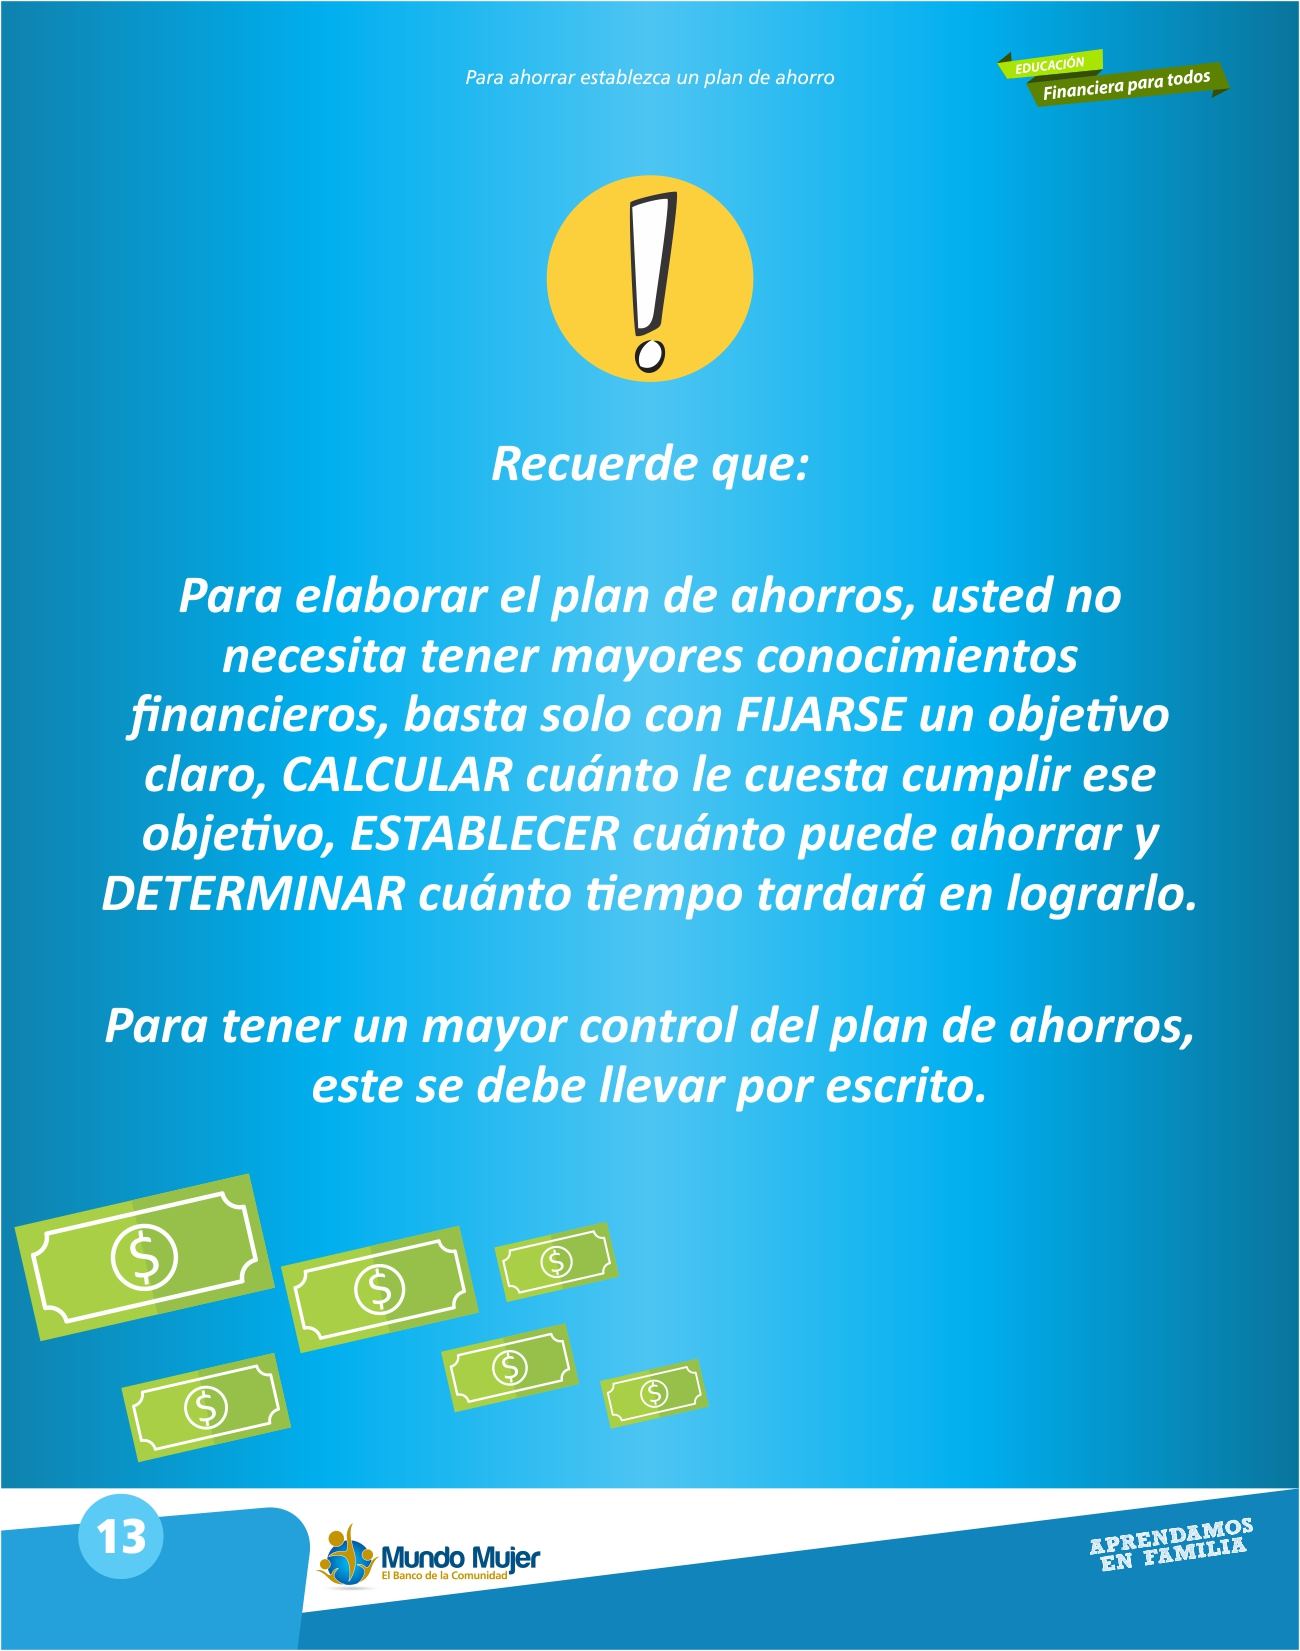 Para ahorrar establezca un plan de ahorro
EDUCACIÓN
Financiera para todos
Recuerde que:
Para elaborar el plan de ahorros, usted no
necesita tener mayores conocimientos
financieros, basta solo con FIJARSE un objetivo
claro, CALCULAR cuánto le cuesta cumplir ese
objetivo, ESTABLECER cuánto puede ahorrar y
DETERMINAR cuánto tiempo tardará en lograrlo.
Para tener un mayor control del plan de ahorros,
este se debe llevar por escrito.
$
$
$
$
$
$
13
Mundo Mujer
El Banco de la Comunidad
APRENDAMOS
EN FAMILIA